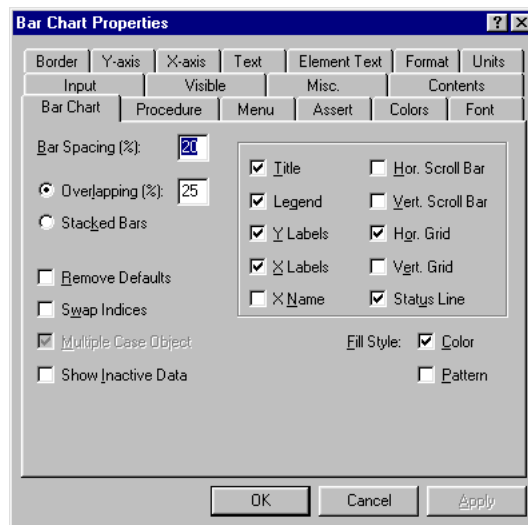 Bar Chart Properties
Border Y-axis X-axis Text Element Text Format Units
Input Visible Misc. Contents
Bar Chart Procedure Menu Assert Colors Font
Bar Spacing (%): 20
Overlapping (%): 25
Stacked Bars
Remove Defaults
Swap Indices
Multiple Case Object
Show Inactive Data
Title Hor. Scroll Bar
Legend Vert. Scroll Bar
Y Labels Hor. Grid
X Labels Vert. Grid
X Name Status Line
Fill Style: Color
Pattern
OK Cancel Apply